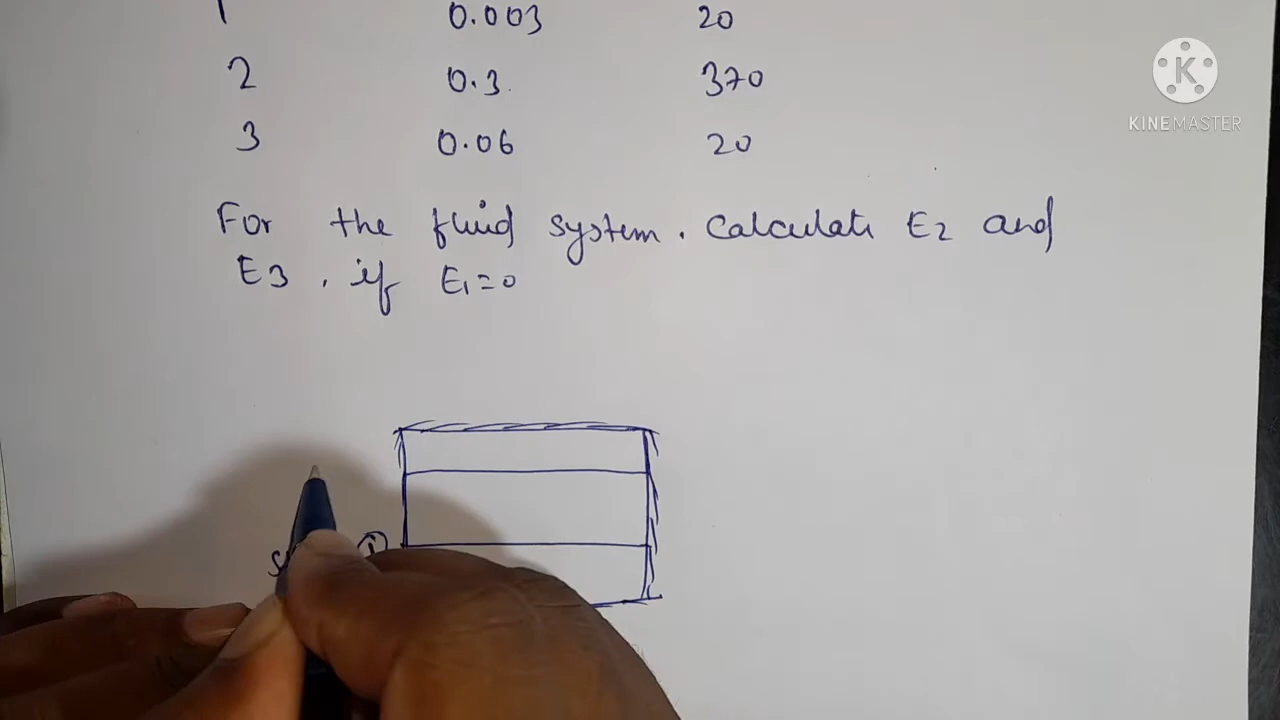 1 0.003 20
2 0.3 370
3 0.06 20
K
KINEMASTER
For the fluid system. Calculate E2 and
E3, if E1=0
①